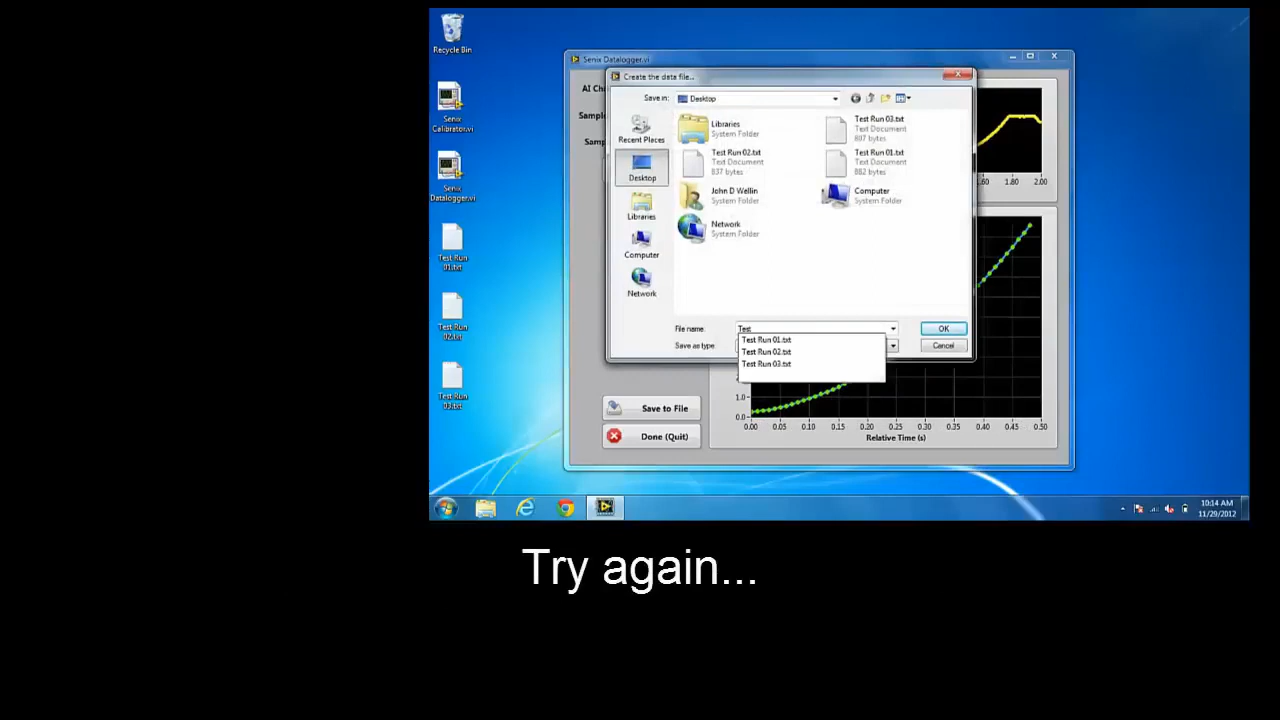 Recycle Bin
Senix
Calibrator.vi
Senix
Datalogger.vi
Test Run
01.txt
Test Run
02.txt
Test Run
03.txt
Senix Datalogger.vi
Create the data file...
Save in:
Desktop
Recent Places
Desktop
Libraries
Computer
Network
Libraries
System Folder
Test Run 03.txt
Text Document
807 bytes
Test Run 02.txt
Text Document
837 bytes
Test Run 01.txt
Text Document
882 bytes
John D Wellin
System Folder
Computer
System Folder
Network
System Folder
File name:
Test
OK
Save as type:
Cancel
Test Run 01.txt
Test Run 02.txt
Test Run 03.txt
AI Ch
Sampl
Sam
1.60 1.80 2.00
Save to File
Done (Quit)
1.0
0.0
0.00 0.05 0.10 0.15 0.20 0.25 0.30 0.35 0.40 0.45 0.50
Relative Time (s)
10:14 AM
11/29/2012
Try again...